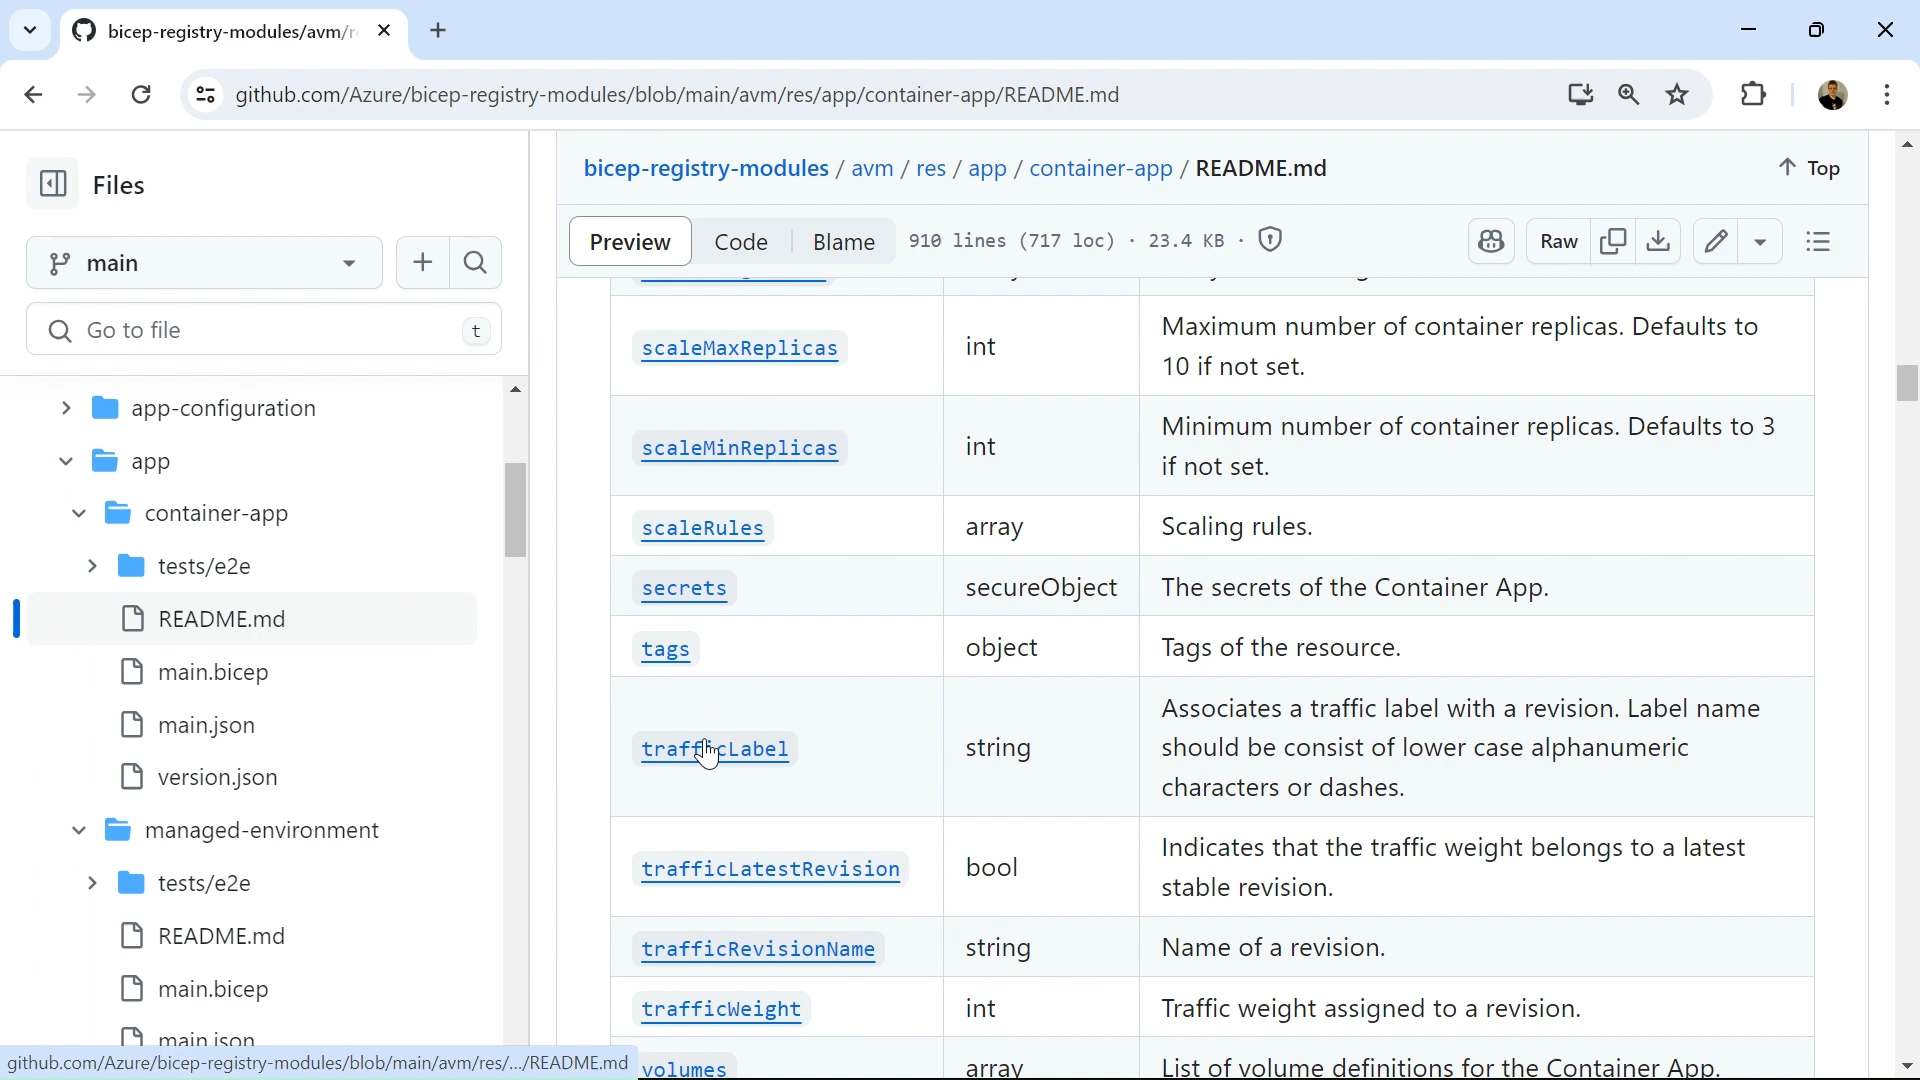 bicep-registry-modules/avm/r
github.com/Azure/bicep-registry-modules/blob/main/avm/res/app/container-app/README.md
Files
main
Go to file
t
app-configuration
app
container-app
tests/e2e
README.md
main.bicep
main.json
version.json
managed-environment
tests/e2e
README.md
main.bicep
main.json
github.com/Azure/bicep-registry-modules/blob/main/avm/res/.../README.md
bicep-registry-modules / avm / res / app / container-app / README.md
Top
Preview
Code
Blame
910 lines (717 loc) · 23.4 KB ·
Raw
scaleMaxReplicas
int
Maximum number of container replicas. Defaults to
10 if not set.
scaleMinReplicas
int
Minimum number of container replicas. Defaults to 3
if not set.
scaleRules
array
Scaling rules.
secrets
secureObject
The secrets of the Container App.
tags
object
Tags of the resource.
trafficLabel
string
Associates a traffic label with a revision. Label name
should be consist of lower case alphanumeric
characters or dashes.
trafficLatestRevision
bool
Indicates that the traffic weight belongs to a latest
stable revision.
trafficRevisionName
string
Name of a revision.
trafficWeight
int
Traffic weight assigned to a revision.
volumes
array
List of volume definitions for the Container App.